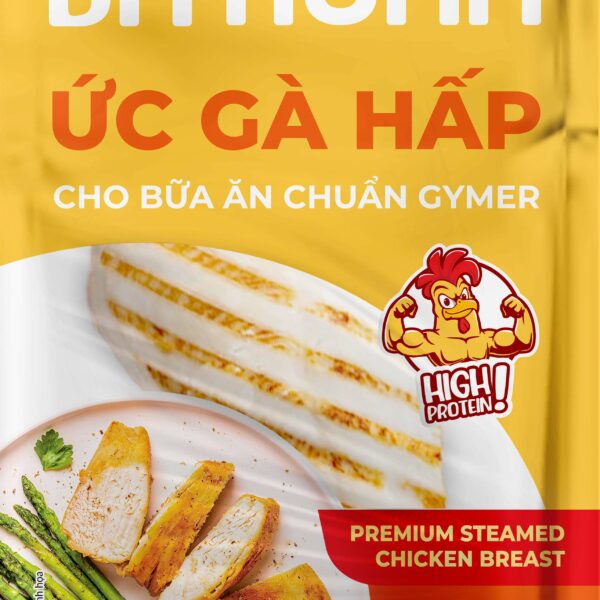 ỨC GÀ HẤP
CHO BỮA ĂN CHUẨN GYMER
HIGH
PROTEIN!
PREMIUM STEAMED
CHICKEN BREAST